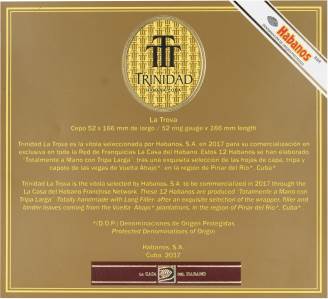 Habanos
TRINIDAD
La Trova
Cepo 52 x 166 mm de largo / 52 ring gauge x 166 mm length
Trinidad La Trova es la vitola seleccionada por Habanos, S.A. en 2017 para su comercialización en
exclusiva en toda la Red de Franquicias La Casa del Habano. Estos 12 Habanos se han elaborado
"Totalmente a Mano con Tripa Larga" tras una exquisita selección de las hojas de capa, tripa y
capote de las vegas de Vuelta Abajo* en la región de Pinar del Río*, Cuba*
Trinidad La Trova is the vitola selected by Habanos, S.A. to be commercialized in 2017 through the
La Casa del Habano Franchise Network. These 12 Habanos are produced "Totalmente a Mano con
Tripa Larga" Totally handmade with Long Filler after an exquisite selection of the wrapper, filler and
binder leaves coming from the Vuelta Abajo* plantations, in the region of Pinar del Río*, Cuba*.
*(D.O.P.) Denominaciones de Origen Protegidas
Protected Denominations of Origin
Habanos, S.A.
Cuba. 2017
LA CASA DEL HABANO